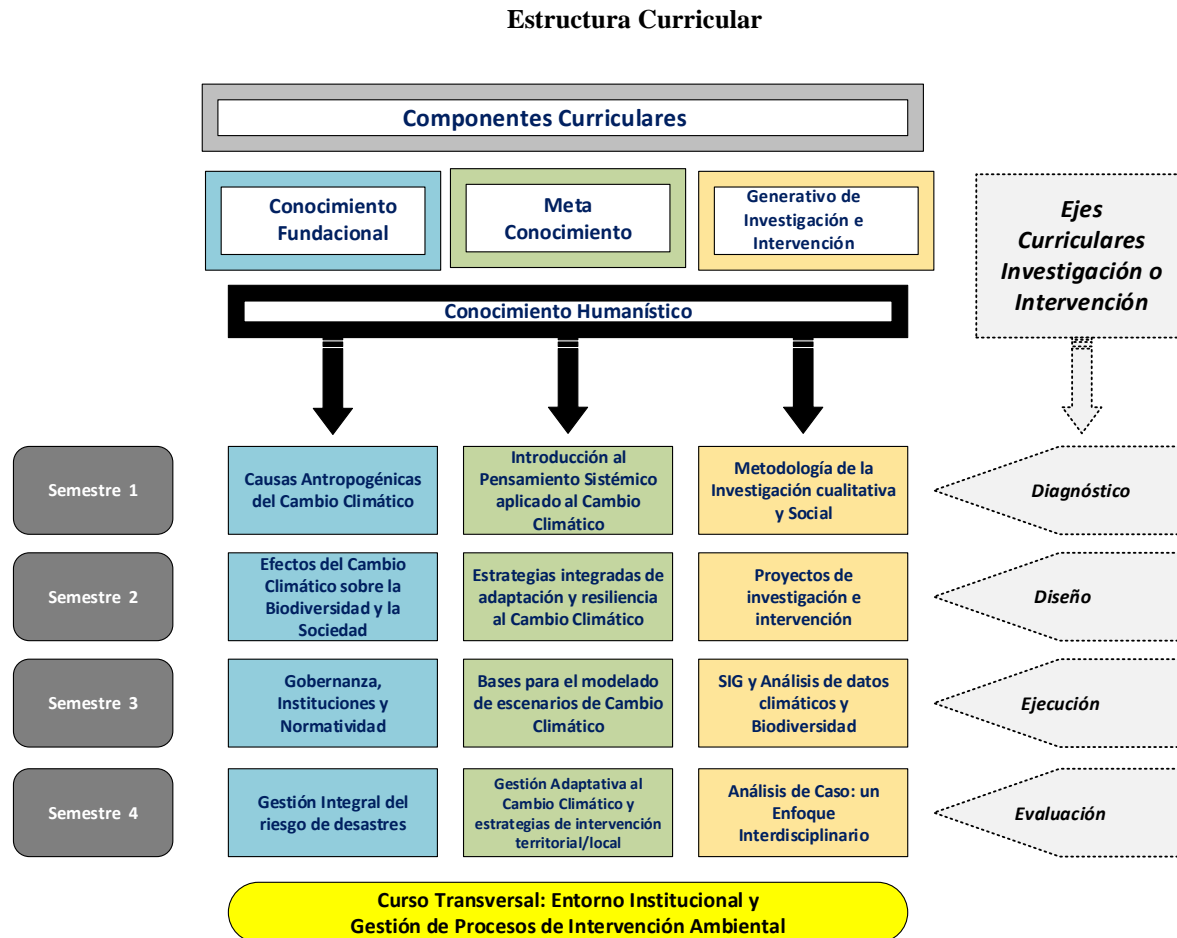 Estructura Curricular
Componentes Curriculares
Conocimiento
Fundacional
Meta
Conocimiento
Generativo de
Investigación e
Intervención
Ejes
Curriculares
Investigación o
Intervención
Conocimiento Humanístico
Semestre 1
Causas Antropogénicas
del Cambio Climático
Introducción al
Pensamiento Sistémico
aplicado al Cambio
Climático
Metodología de la
Investigación cualitativa
y Social
Diagnóstico
Semestre 2
Efectos del Cambio
Climático sobre la
Biodiversidad y la
Sociedad
Estrategias integradas de
adaptación y resiliencia
al Cambio Climático
Proyectos de
investigación e
intervención
Diseño
Semestre 3
Gobernanza,
Instituciones y
Normatividad
Bases para el modelado
de escenarios de Cambio
Climático
SIG y Análisis de datos
climáticos y
Biodiversidad
Ejecución
Semestre 4
Gestión Integral del
riesgo de desastres
Gestión Adaptativa al
Cambio Climático y
estrategias de intervención
territorial/local
Análisis de Caso: un
Enfoque
Interdisciplinario
Evaluación
Curso Transversal: Entorno Institucional y
Gestión de Procesos de Intervención Ambiental